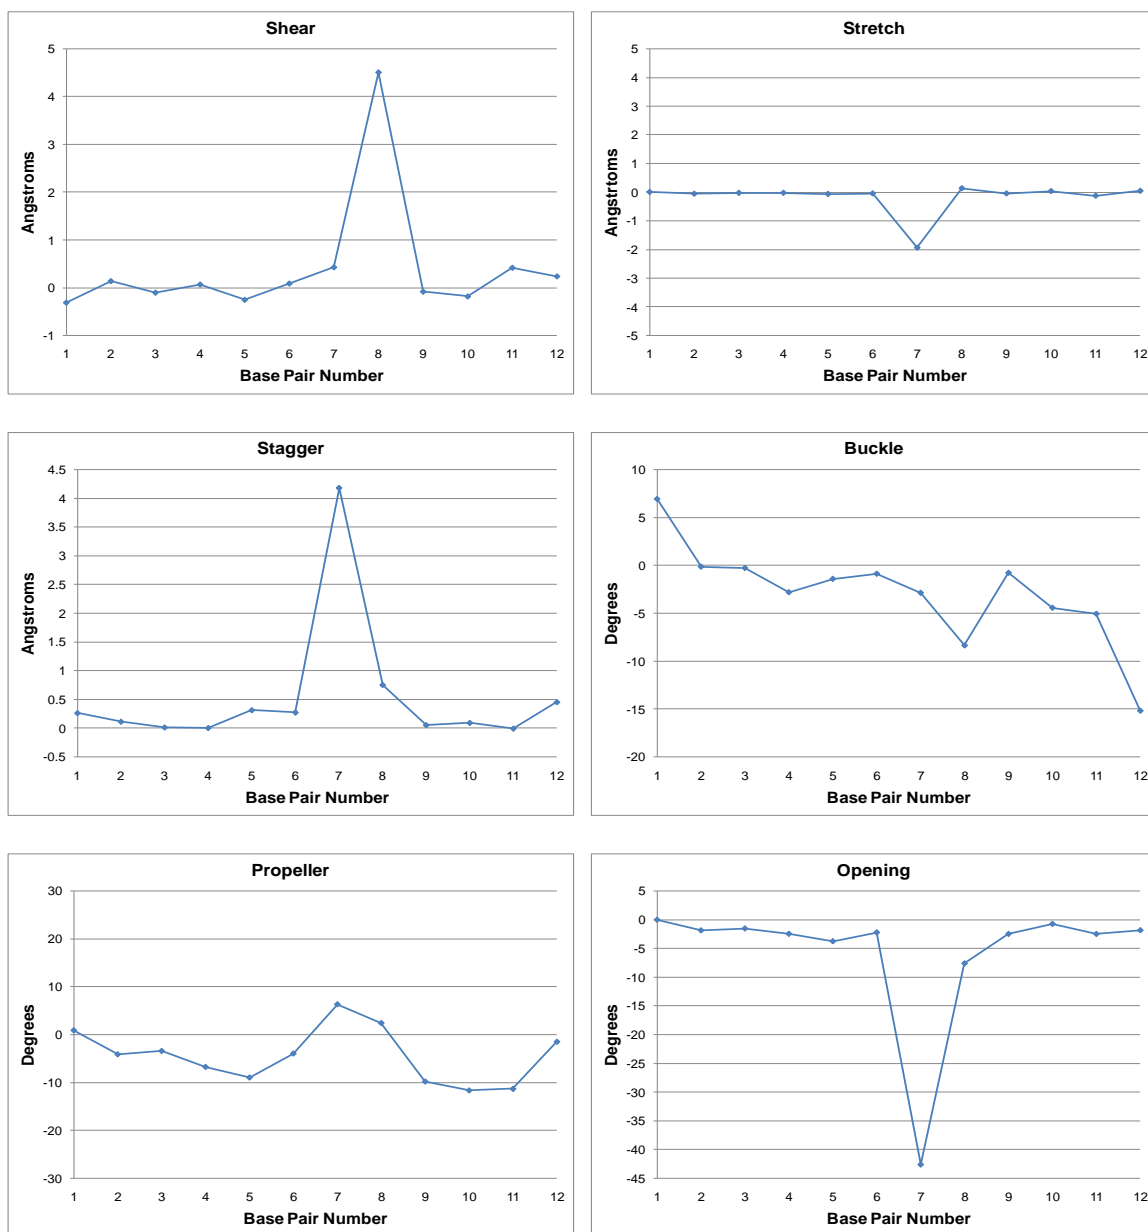 Shear
5
4
3
2
1
0
-1
Angstroms
1 2 3 4 5 6 7 8 9 10 11 12
Base Pair Number
Stretch
5
4
3
2
1
0
-1
-2
-3
-4
-5
Angstrtoms
1 2 3 4 5 6 7 8 9 10 11 12
Base Pair Number
Stagger
4.5
4
3.5
3
2.5
2
1.5
1
0.5
0
-0.5
Angstroms
1 2 3 4 5 6 7 8 9 10 11 12
Base Pair Number
Buckle
10
5
0
-5
-10
-15
-20
Degrees
1 2 3 4 5 6 7 8 9 10 11 12
Base Pair Number
Propeller
30
20
10
0
-10
-20
-30
Degrees
1 2 3 4 5 6 7 8 9 10 11 12
Base Pair Number
Opening
5
0
-5
-10
-15
-20
-25
-30
-35
-40
-45
Degrees
1 2 3 4 5 6 7 8 9 10 11 12
Base Pair Number